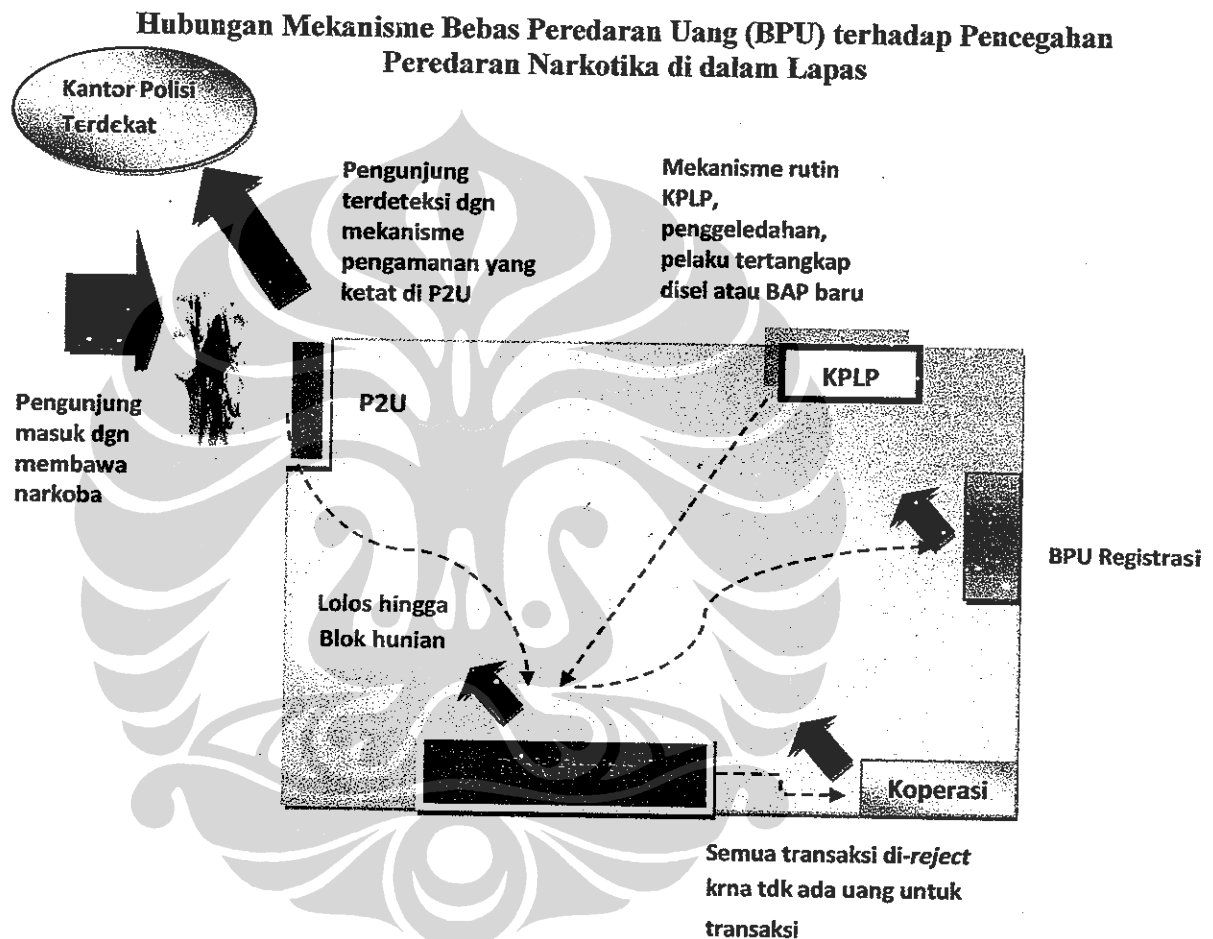 Hubungan Mekanisme Bebas Peredaran Uang (BPU) terhadap Pencegahan
Peredaran Narkotika di dalam Lapas
Kantor Polisi
Terdekat
Pengunjung
terdeteksi dgn
mekanisme
pengamanan yang
ketat di P2U
Mekanisme rutin
KPLP,
penggeledahan,
pelaku tertangkap
disel atau BAP baru
Pengunjung
masuk dgn
membawa
narkoba
P2U
KPLP
BPU Registrasi
Lolos hingga
Blok hunian
Koperasi
Semua transaksi di-reject
krna tdk ada uang untuk
transaksi